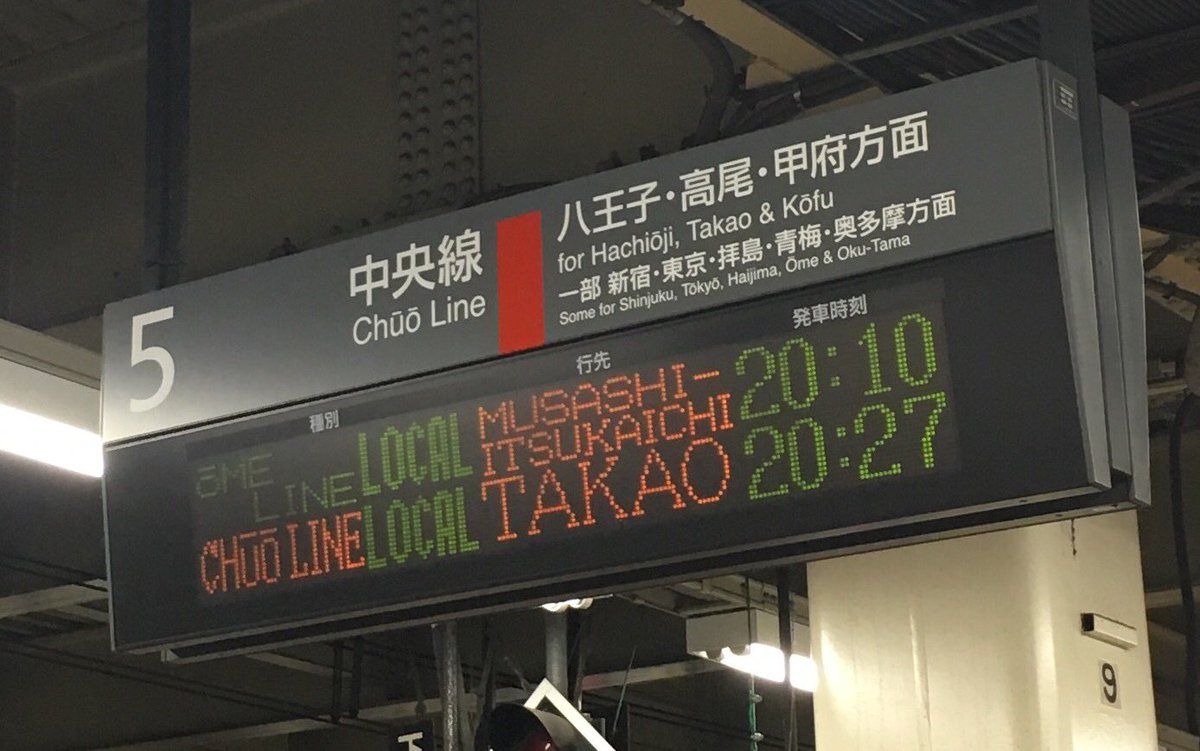 5
中央線
Chūō Line
八王子・高尾・甲府方面
for Hachiōji, Takao & Kōfu
一部 新宿・東京・拝島・青梅・奥多摩方面
Some for Shinjuku, Tōkyō, Haijima, Ōme & Oku-Tama
種別 行先 発車時刻
ŌME LINE LOCAL MUSASHI-ITSUKAICHI 20:10
CHŪŌ LINE LOCAL TAKAO 20:27
9